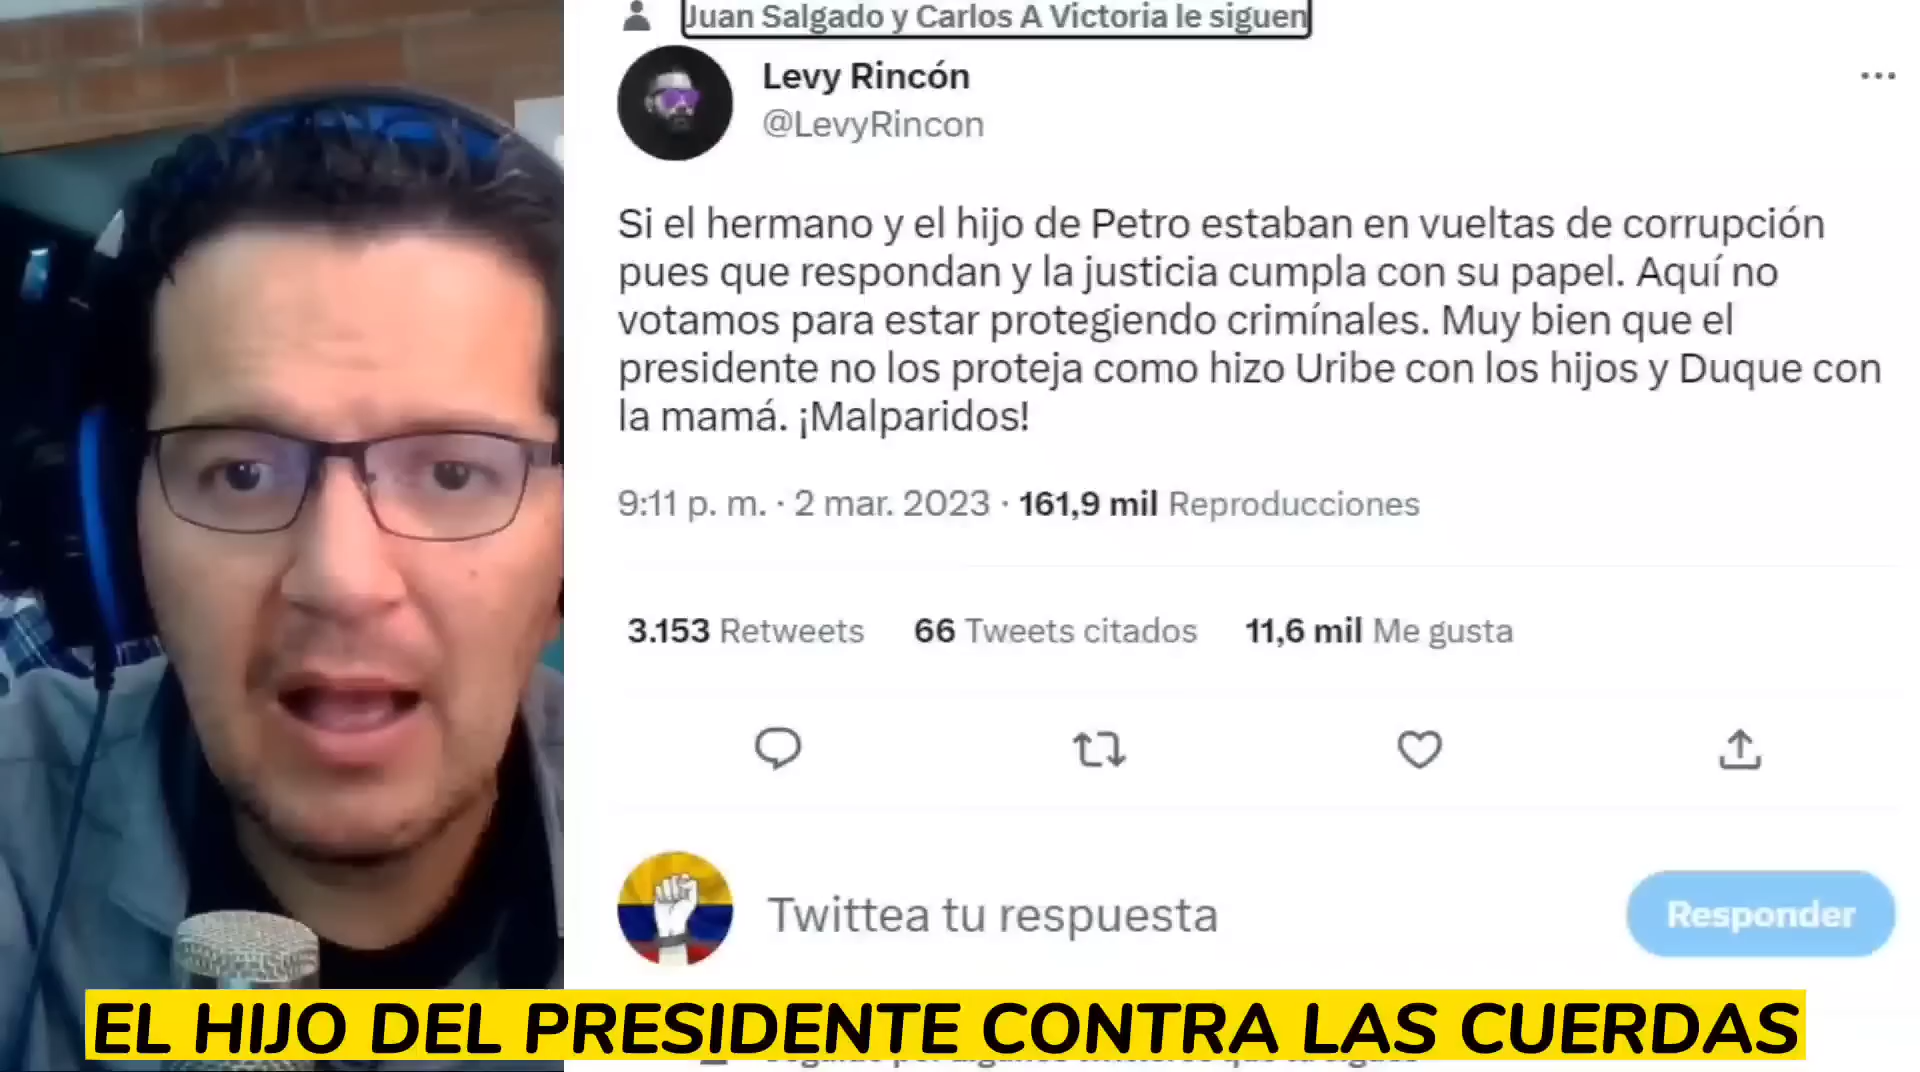 Juan Salgado y Carlos A Victoria le siguen
Levy Rincón
@LevyRincon
Si el hermano y el hijo de Petro estaban en vueltas de corrupción
pues que respondan y la justicia cumpla con su papel. Aquí no
votamos para estar protegiendo crimínales. Muy bien que el
presidente no los proteja como hizo Uribe con los hijos y Duque con
la mamá. ¡Malparidos!
9:11 p. m. · 2 mar. 2023 · 161,9 mil Reproducciones
3.153 Retweets 66 Tweets citados 11,6 mil Me gusta
Twittea tu respuesta
Responder
EL HIJO DEL PRESIDENTE CONTRA LAS CUERDAS